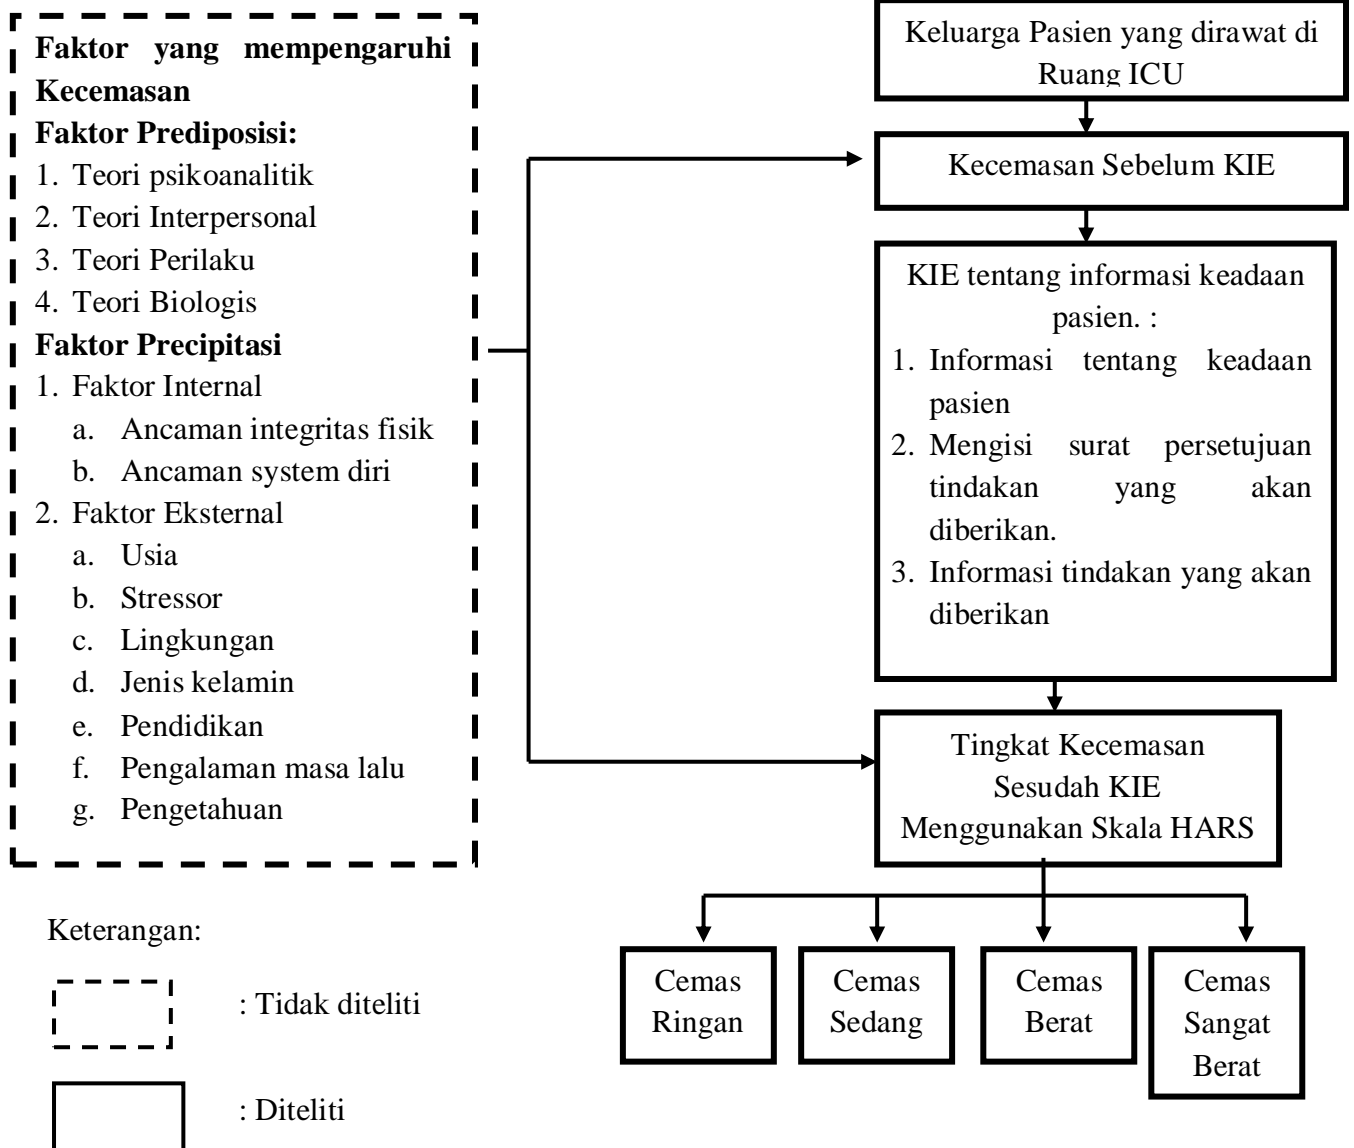 Faktor yang mempengaruhi
Kecemasan
Faktor Prediposisi:
1. Teori psikoanalitik
2. Teori Interpersonal
3. Teori Perilaku
4. Teori Biologis
Faktor Precipitasi
1. Faktor Internal
a. Ancaman integritas fisik
b. Ancaman system diri
2. Faktor Eksternal
a. Usia
b. Stressor
c. Lingkungan
d. Jenis kelamin
e. Pendidikan
f. Pengalaman masa lalu
g. Pengetahuan
Keluarga Pasien yang dirawat di
Ruang ICU
Kecemasan Sebelum KIE
KIE tentang informasi keadaan
pasien. :
1. Informasi tentang keadaan
pasien
2. Mengisi surat persetujuan
tindakan yang akan
diberikan.
3. Informasi tindakan yang akan
diberikan
Tingkat Kecemasan
Sesudah KIE
Menggunakan Skala HARS
Cemas
Ringan
Cemas
Sedang
Cemas
Berat
Cemas
Sangat
Berat
Keterangan:
: Tidak diteliti
: Diteliti